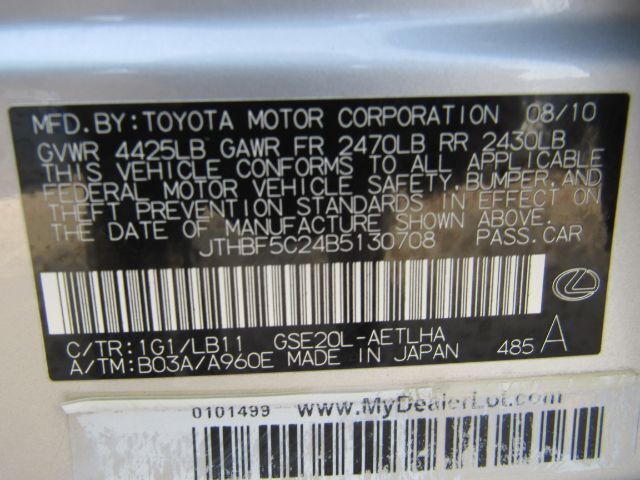 MFD.BY:TOYOTA MOTOR CORPORATION 08/10
GVWR 4425LB GAWR FR 2470LB RR 2430LB
THIS VEHICLE CONFORMS TO ALL APPLICABLE
FEDERAL MOTOR VEHICLE SAFETY,BUMPER,AND
THEFT PREVENTION STANDARDS IN EFFECT ON
THE DATE OF MANUFACTURE SHOWN ABOVE.
JTHBF5C24B5130708 PASS.CAR
C/TR:1G1/LB11 GSE20L-AETLHA
A/TM:B03A/A960E MADE IN JAPAN 485 A
0101499 www.MyDealerLot.com